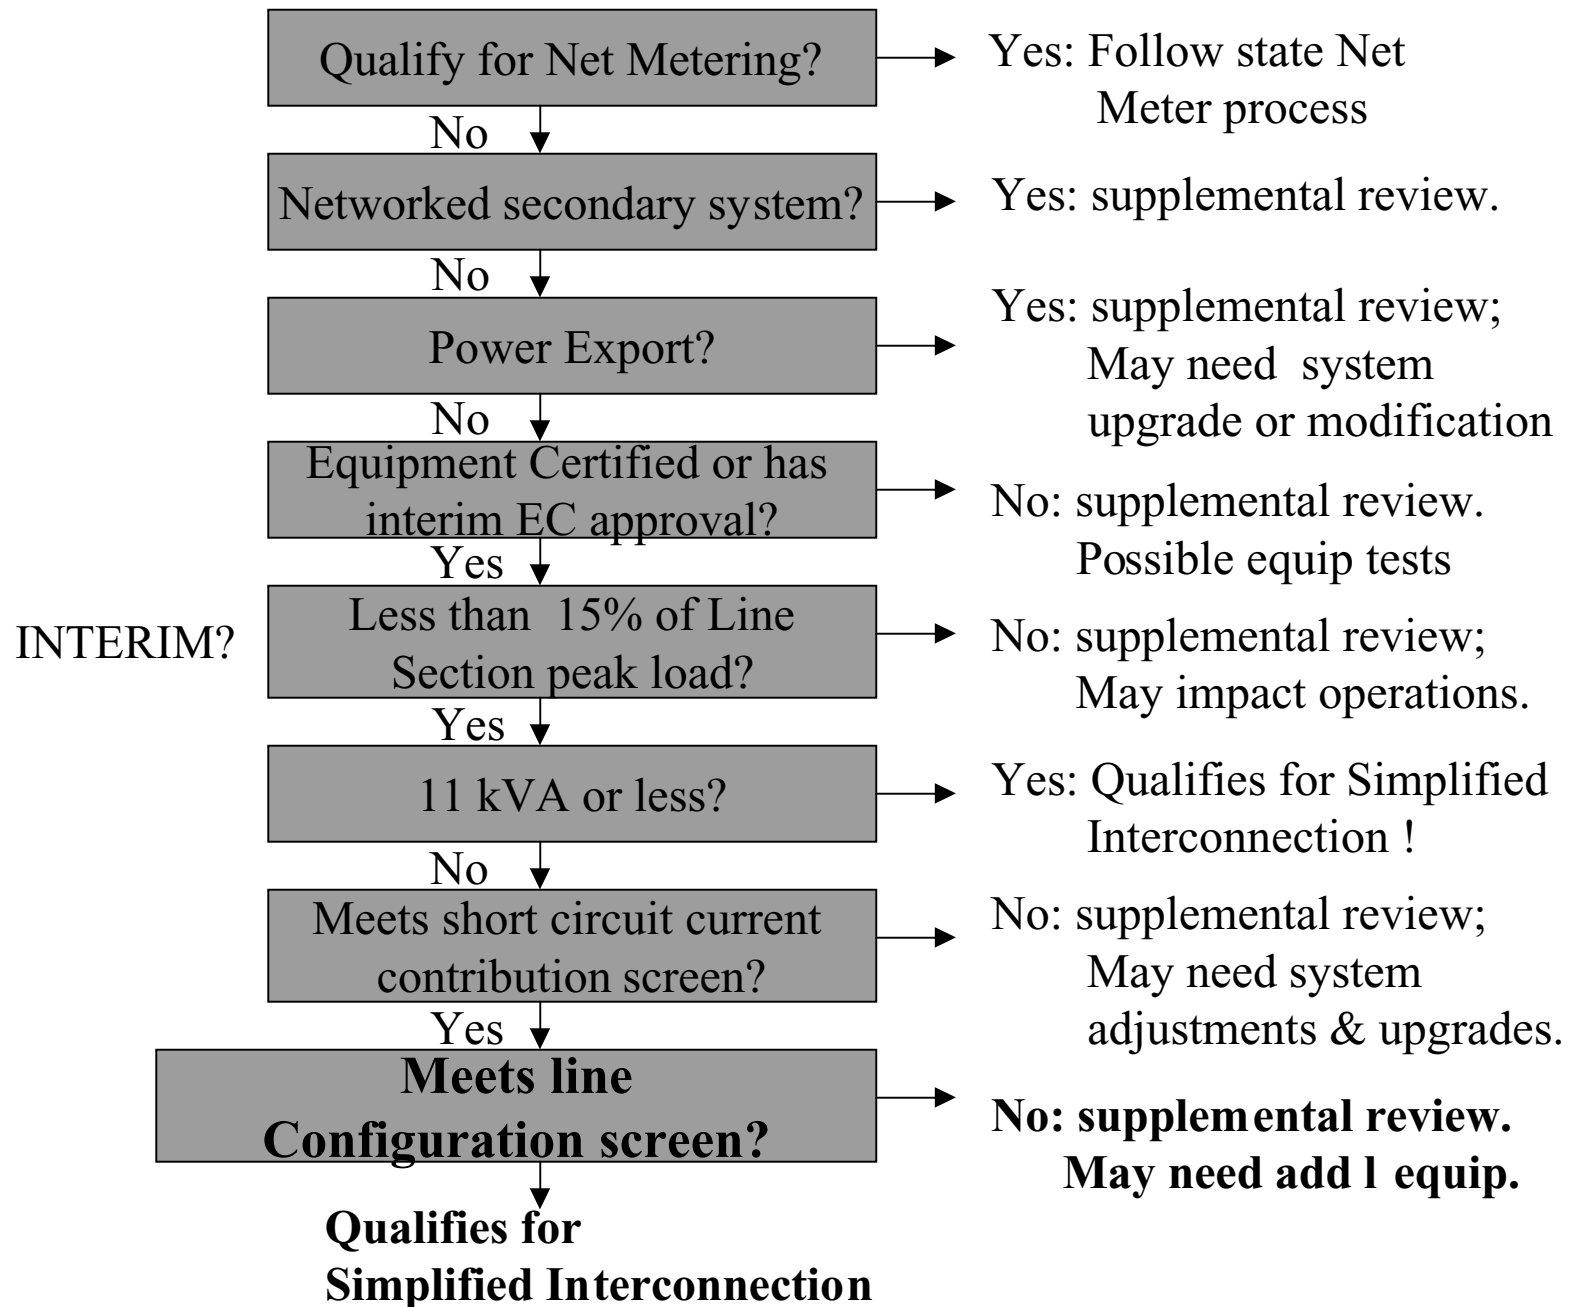 Qualify for Net Metering?
Yes: Follow state Net
Meter process
No
Networked secondary system?
Yes: supplemental review.
No
Power Export?
Yes: supplemental review;
May need system
upgrade or modification
No
Equipment Certified or has
interim EC approval?
No: supplemental review.
Possible equip tests
Yes
INTERIM?
Less than 15% of Line
Section peak load?
No: supplemental review;
May impact operations.
Yes
11 kVA or less?
Yes: Qualifies for Simplified
Interconnection !
No
Meets short circuit current
contribution screen?
No: supplemental review;
May need system
adjustments & upgrades.
Yes
Meets line
Configuration screen?
No: supplemental review.
May need add l equip.
Qualifies for
Simplified Interconnection